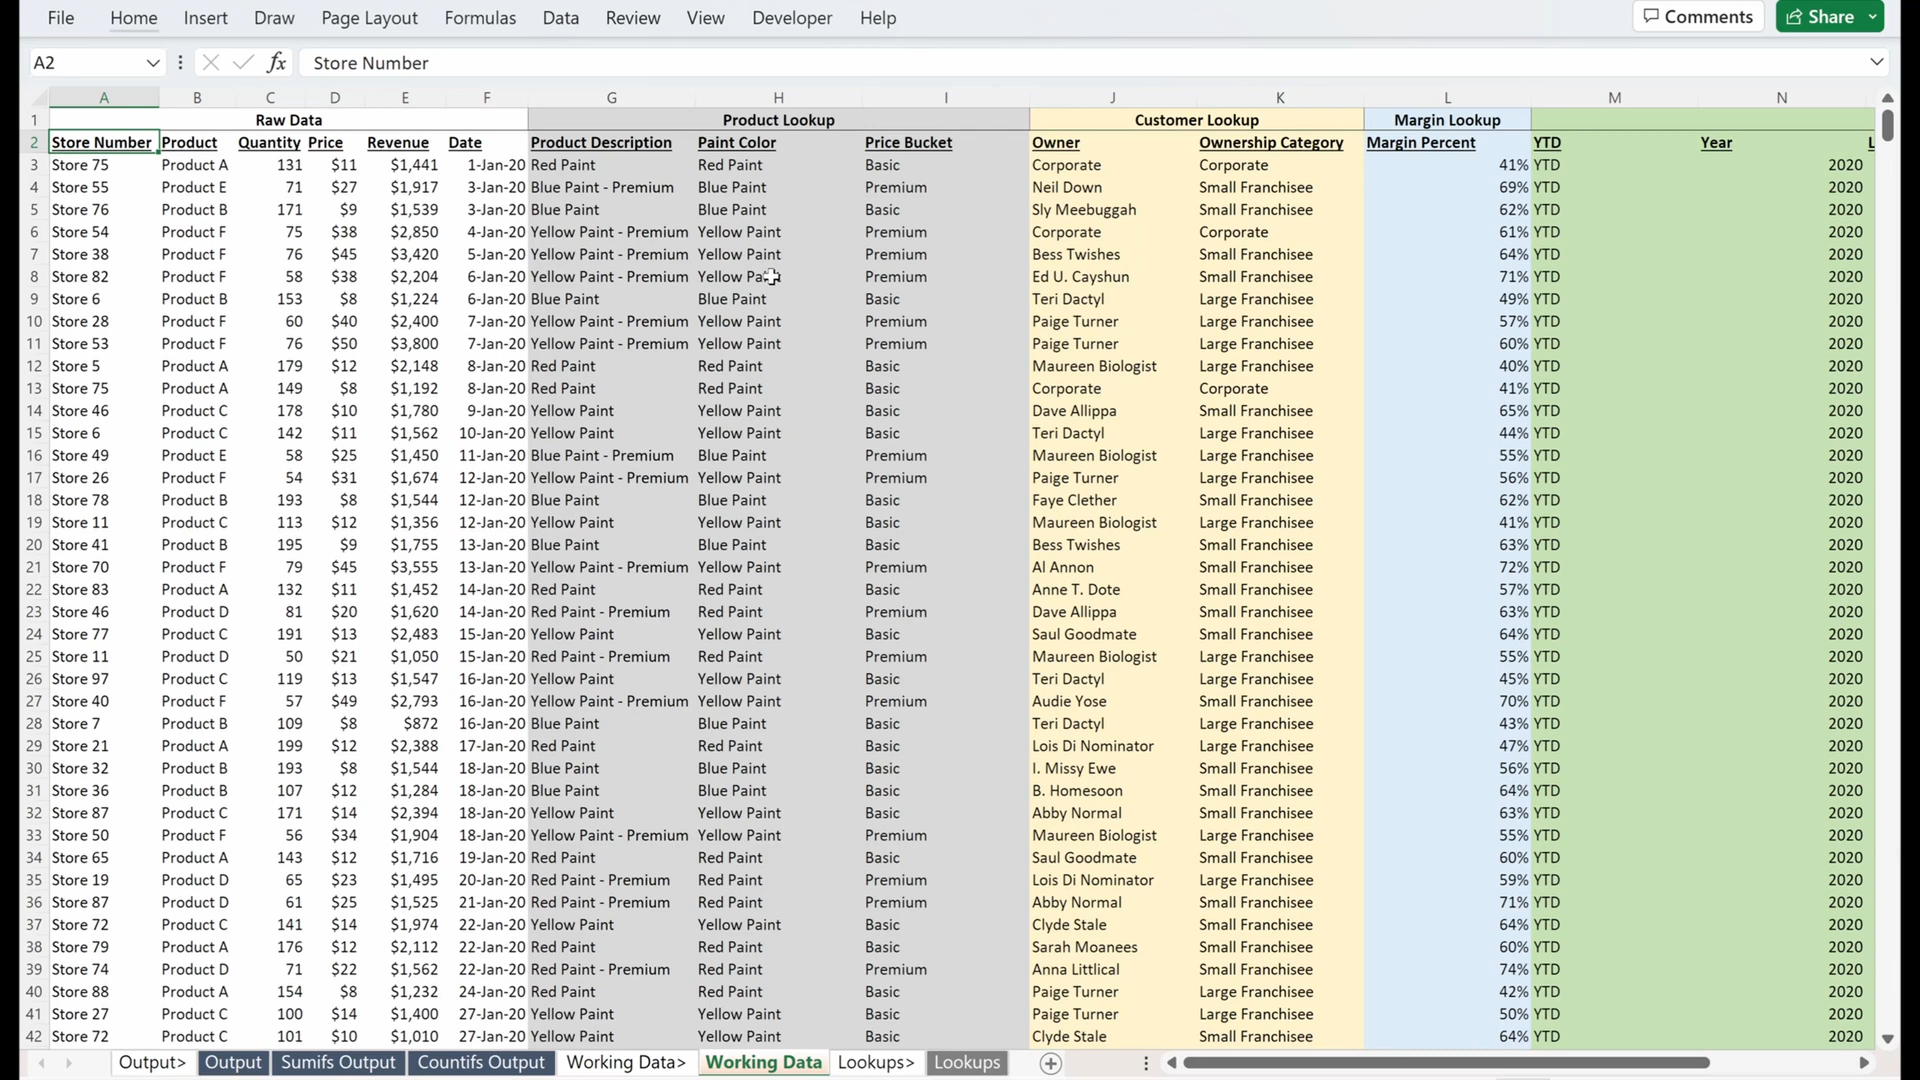 File Home Insert Draw Page Layout Formulas Data Review View Developer Help Comments Share
A2 fx Store Number
A B C D E F G H I J K L M N
1 Raw Data Product Lookup Customer Lookup Margin Lookup
2 Store Number Product Quantity Price Revenue Date Product Description Paint Color Price Bucket Owner Ownership Category Margin Percent YTD Year
3 Store 75 Product A 131 $11 $1,441 1-Jan-20 Red Paint Red Paint Basic Corporate Corporate 41% YTD 2020
4 Store 55 Product E 71 $27 $1,917 3-Jan-20 Blue Paint - Premium Blue Paint Premium Neil Down Small Franchisee 69% YTD 2020
5 Store 76 Product B 171 $9 $1,539 3-Jan-20 Blue Paint Blue Paint Basic Sly Meebuggah Small Franchisee 62% YTD 2020
6 Store 54 Product F 75 $38 $2,850 4-Jan-20 Yellow Paint - Premium Yellow Paint Premium Corporate Corporate 61% YTD 2020
7 Store 38 Product F 76 $45 $3,420 5-Jan-20 Yellow Paint - Premium Yellow Paint Premium Bess Twishes Small Franchisee 64% YTD 2020
8 Store 82 Product F 58 $38 $2,204 6-Jan-20 Yellow Paint - Premium Yellow Paint Premium Ed U. Cayshun Small Franchisee 71% YTD 2020
9 Store 6 Product B 153 $8 $1,224 6-Jan-20 Blue Paint Blue Paint Basic Teri Dactyl Large Franchisee 49% YTD 2020
10 Store 28 Product F 60 $40 $2,400 7-Jan-20 Yellow Paint - Premium Yellow Paint Premium Paige Turner Large Franchisee 57% YTD 2020
11 Store 53 Product F 76 $50 $3,800 7-Jan-20 Yellow Paint - Premium Yellow Paint Premium Paige Turner Large Franchisee 60% YTD 2020
12 Store 5 Product A 179 $12 $2,148 8-Jan-20 Red Paint Red Paint Basic Maureen Biologist Large Franchisee 40% YTD 2020
13 Store 75 Product A 149 $8 $1,192 8-Jan-20 Red Paint Red Paint Basic Corporate Corporate 41% YTD 2020
14 Store 46 Product C 178 $10 $1,780 9-Jan-20 Yellow Paint Yellow Paint Basic Dave Allippa Small Franchisee 65% YTD 2020
15 Store 6 Product C 142 $11 $1,562 10-Jan-20 Yellow Paint Yellow Paint Basic Teri Dactyl Large Franchisee 44% YTD 2020
16 Store 49 Product E 58 $25 $1,450 11-Jan-20 Blue Paint - Premium Blue Paint Premium Maureen Biologist Large Franchisee 55% YTD 2020
17 Store 26 Product F 54 $31 $1,674 12-Jan-20 Yellow Paint - Premium Yellow Paint Premium Paige Turner Large Franchisee 56% YTD 2020
18 Store 78 Product B 193 $8 $1,544 12-Jan-20 Blue Paint Blue Paint Basic Faye Clether Small Franchisee 62% YTD 2020
19 Store 11 Product C 113 $12 $1,356 12-Jan-20 Yellow Paint Yellow Paint Basic Maureen Biologist Large Franchisee 41% YTD 2020
20 Store 41 Product B 195 $9 $1,755 13-Jan-20 Blue Paint Blue Paint Basic Bess Twishes Small Franchisee 63% YTD 2020
21 Store 70 Product F 79 $45 $3,555 13-Jan-20 Yellow Paint - Premium Yellow Paint Premium Al Annon Small Franchisee 72% YTD 2020
22 Store 83 Product A 132 $11 $1,452 14-Jan-20 Red Paint Red Paint Basic Anne T. Dote Small Franchisee 57% YTD 2020
23 Store 46 Product D 81 $20 $1,620 14-Jan-20 Red Paint - Premium Red Paint Premium Dave Allippa Small Franchisee 63% YTD 2020
24 Store 77 Product C 191 $13 $2,483 15-Jan-20 Yellow Paint Yellow Paint Basic Saul Goodmate Small Franchisee 64% YTD 2020
25 Store 11 Product D 50 $21 $1,050 15-Jan-20 Red Paint - Premium Red Paint Premium Maureen Biologist Large Franchisee 55% YTD 2020
26 Store 97 Product C 119 $13 $1,547 16-Jan-20 Yellow Paint Yellow Paint Basic Teri Dactyl Large Franchisee 45% YTD 2020
27 Store 40 Product F 57 $49 $2,793 16-Jan-20 Yellow Paint - Premium Yellow Paint Premium Audie Yose Small Franchisee 70% YTD 2020
28 Store 7 Product B 109 $8 $872 16-Jan-20 Blue Paint Blue Paint Basic Teri Dactyl Large Franchisee 43% YTD 2020
29 Store 21 Product A 199 $12 $2,388 17-Jan-20 Red Paint Red Paint Basic Lois Di Nominator Large Franchisee 47% YTD 2020
30 Store 32 Product B 193 $8 $1,544 18-Jan-20 Blue Paint Blue Paint Basic I. Missy Ewe Small Franchisee 56% YTD 2020
31 Store 36 Product B 107 $12 $1,284 18-Jan-20 Blue Paint Blue Paint Basic B. Homesoon Small Franchisee 64% YTD 2020
32 Store 87 Product C 171 $14 $2,394 18-Jan-20 Yellow Paint Yellow Paint Basic Abby Normal Small Franchisee 63% YTD 2020
33 Store 50 Product F 56 $34 $1,904 18-Jan-20 Yellow Paint - Premium Yellow Paint Premium Maureen Biologist Large Franchisee 55% YTD 2020
34 Store 65 Product A 143 $12 $1,716 19-Jan-20 Red Paint Red Paint Basic Saul Goodmate Small Franchisee 60% YTD 2020
35 Store 19 Product D 65 $23 $1,495 20-Jan-20 Red Paint - Premium Red Paint Premium Lois Di Nominator Large Franchisee 59% YTD 2020
36 Store 87 Product D 61 $25 $1,525 21-Jan-20 Red Paint - Premium Red Paint Premium Abby Normal Small Franchisee 71% YTD 2020
37 Store 72 Product C 141 $14 $1,974 22-Jan-20 Yellow Paint Yellow Paint Basic Clyde Stale Small Franchisee 64% YTD 2020
38 Store 79 Product A 176 $12 $2,112 22-Jan-20 Red Paint Red Paint Basic Sarah Moanees Small Franchisee 60% YTD 2020
39 Store 74 Product D 71 $22 $1,562 22-Jan-20 Red Paint - Premium Red Paint Premium Anna Littlical Small Franchisee 74% YTD 2020
40 Store 88 Product A 154 $8 $1,232 24-Jan-20 Red Paint Red Paint Basic Paige Turner Large Franchisee 42% YTD 2020
41 Store 27 Product C 100 $14 $1,400 27-Jan-20 Yellow Paint Yellow Paint Basic Paige Turner Large Franchisee 50% YTD 2020
42 Store 72 Product C 101 $10 $1,010 27-Jan-20 Yellow Paint Yellow Paint Basic Clyde Stale Small Franchisee 64% YTD 2020
Output> Output Sumifs Output Countifs Output Working Data> Working Data Lookups> Lookups